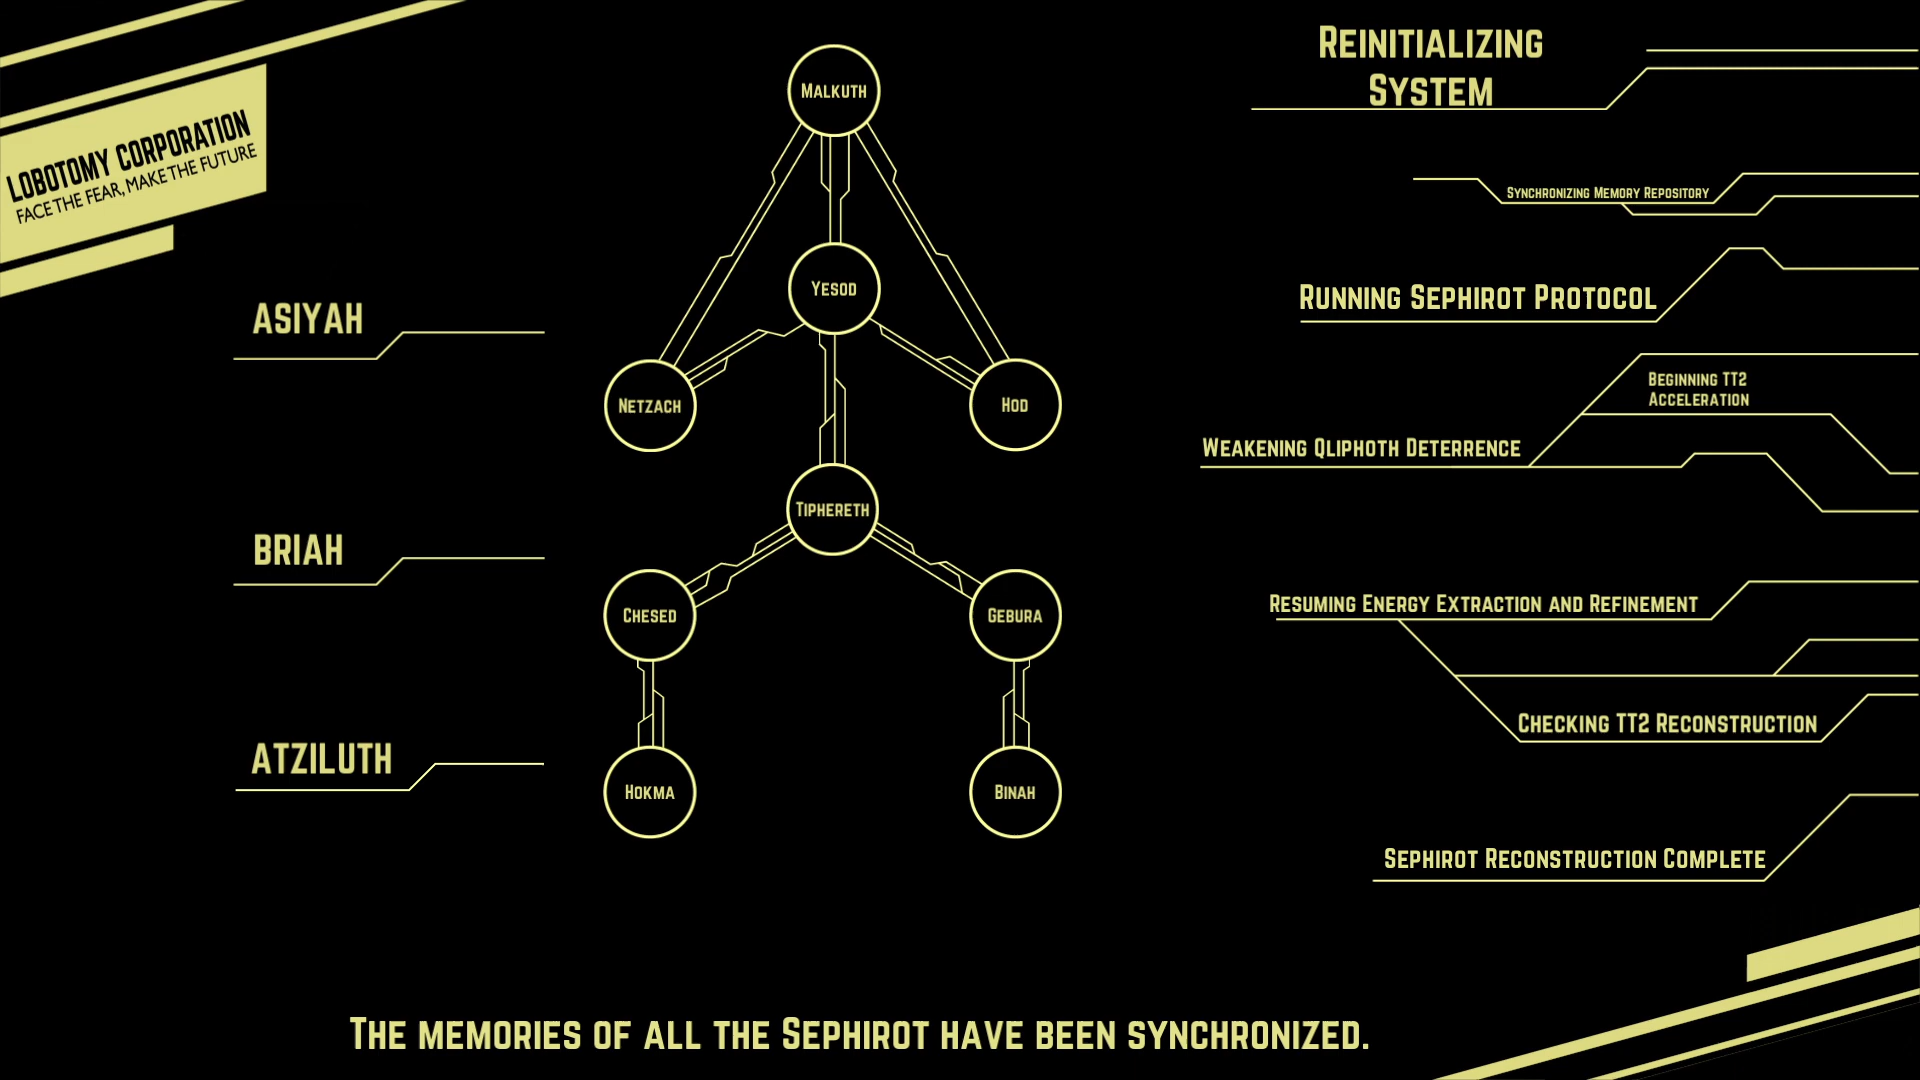 LOBOTOMY CORPORATION
FACE THE FEAR, MAKE THE FUTURE
ASIYAH
BRIAH
ATZILUTH
MALKUTH
YESOD
NETZACH
HOD
TIPHERETH
CHESED
GEBURA
HOKMA
BINAH
REINITIALIZING
SYSTEM
SYNCHRONIZING MEMORY REPOSITORY
RUNNING SEPHIROT PROTOCOL
BEGINNING TT2
ACCELERATION
WEAKENING QLIPHOTH DETERRENCE
RESUMING ENERGY EXTRACTION AND REFINEMENT
CHECKING TT2 RECONSTRUCTION
SEPHIROT RECONSTRUCTION COMPLETE
THE MEMORIES OF ALL THE SEPHIROT HAVE BEEN SYNCHRONIZED.